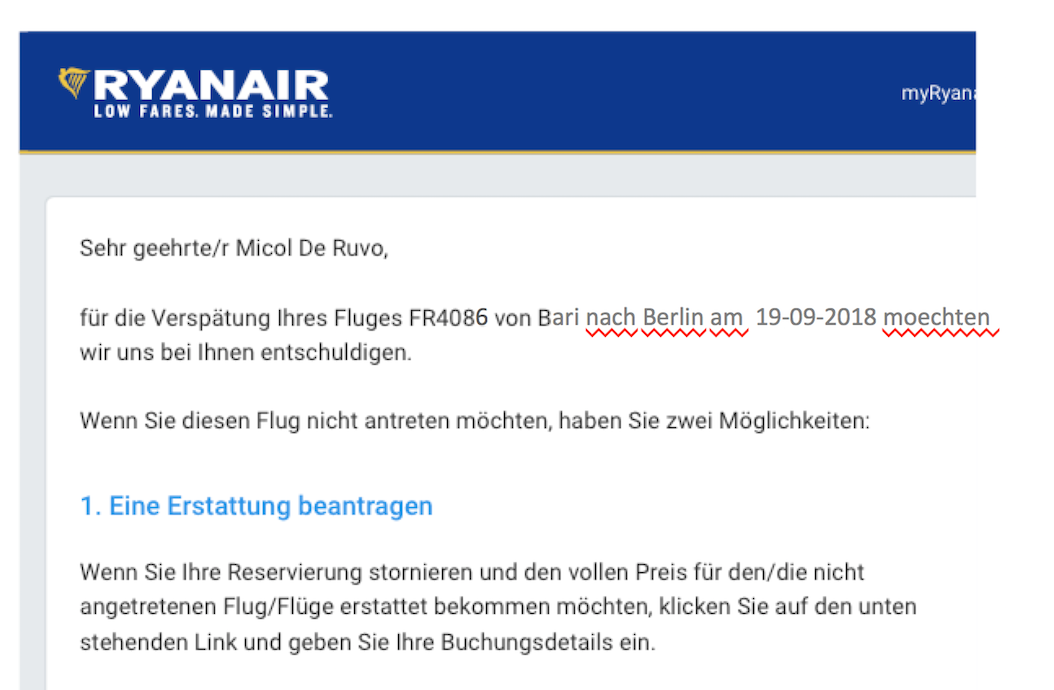 RYANAIR
LOW FARES. MADE SIMPLE.
myRyana
Sehr geehrte/r Micol De Ruvo,
für die Verspätung Ihres Fluges FR4086 von Bari nach Berlin am 19-09-2018 moechten
wir uns bei Ihnen entschuldigen.
Wenn Sie diesen Flug nicht antreten möchten, haben Sie zwei Möglichkeiten:
1. Eine Erstattung beantragen
Wenn Sie Ihre Reservierung stornieren und den vollen Preis für den/die nicht
angetretenen Flug/Flüge erstattet bekommen möchten, klicken Sie auf den unten
stehenden Link und geben Sie Ihre Buchungsdetails ein.